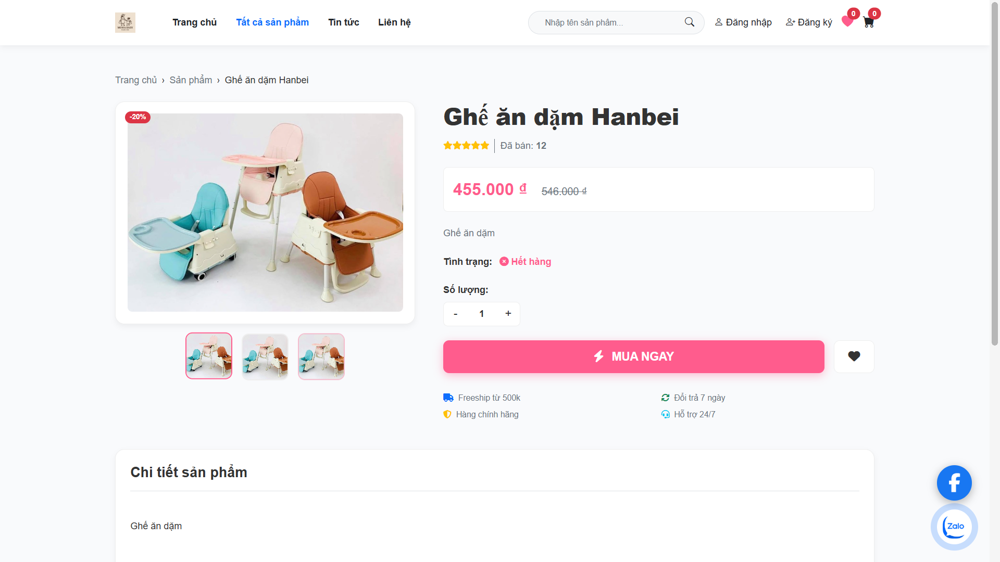 MOM & BABY
Trang chủ
Tất cả sản phẩm
Tin tức
Liên hệ
Nhập tên sản phẩm...
Đăng nhập
Đăng ký
0
0
Trang chủ › Sản phẩm › Ghế ăn dặm Hanbei
-20%
Ghế ăn dặm Hanbei
Đã bán: 12
455.000 ₫ 546.000 ₫
Ghế ăn dặm
Tình trạng: Hết hàng
Số lượng:
- 1 +
MUA NGAY
Freeship từ 500k
Đổi trả 7 ngày
Hàng chính hãng
Hỗ trợ 24/7
Chi tiết sản phẩm
Ghế ăn dặm
Zalo